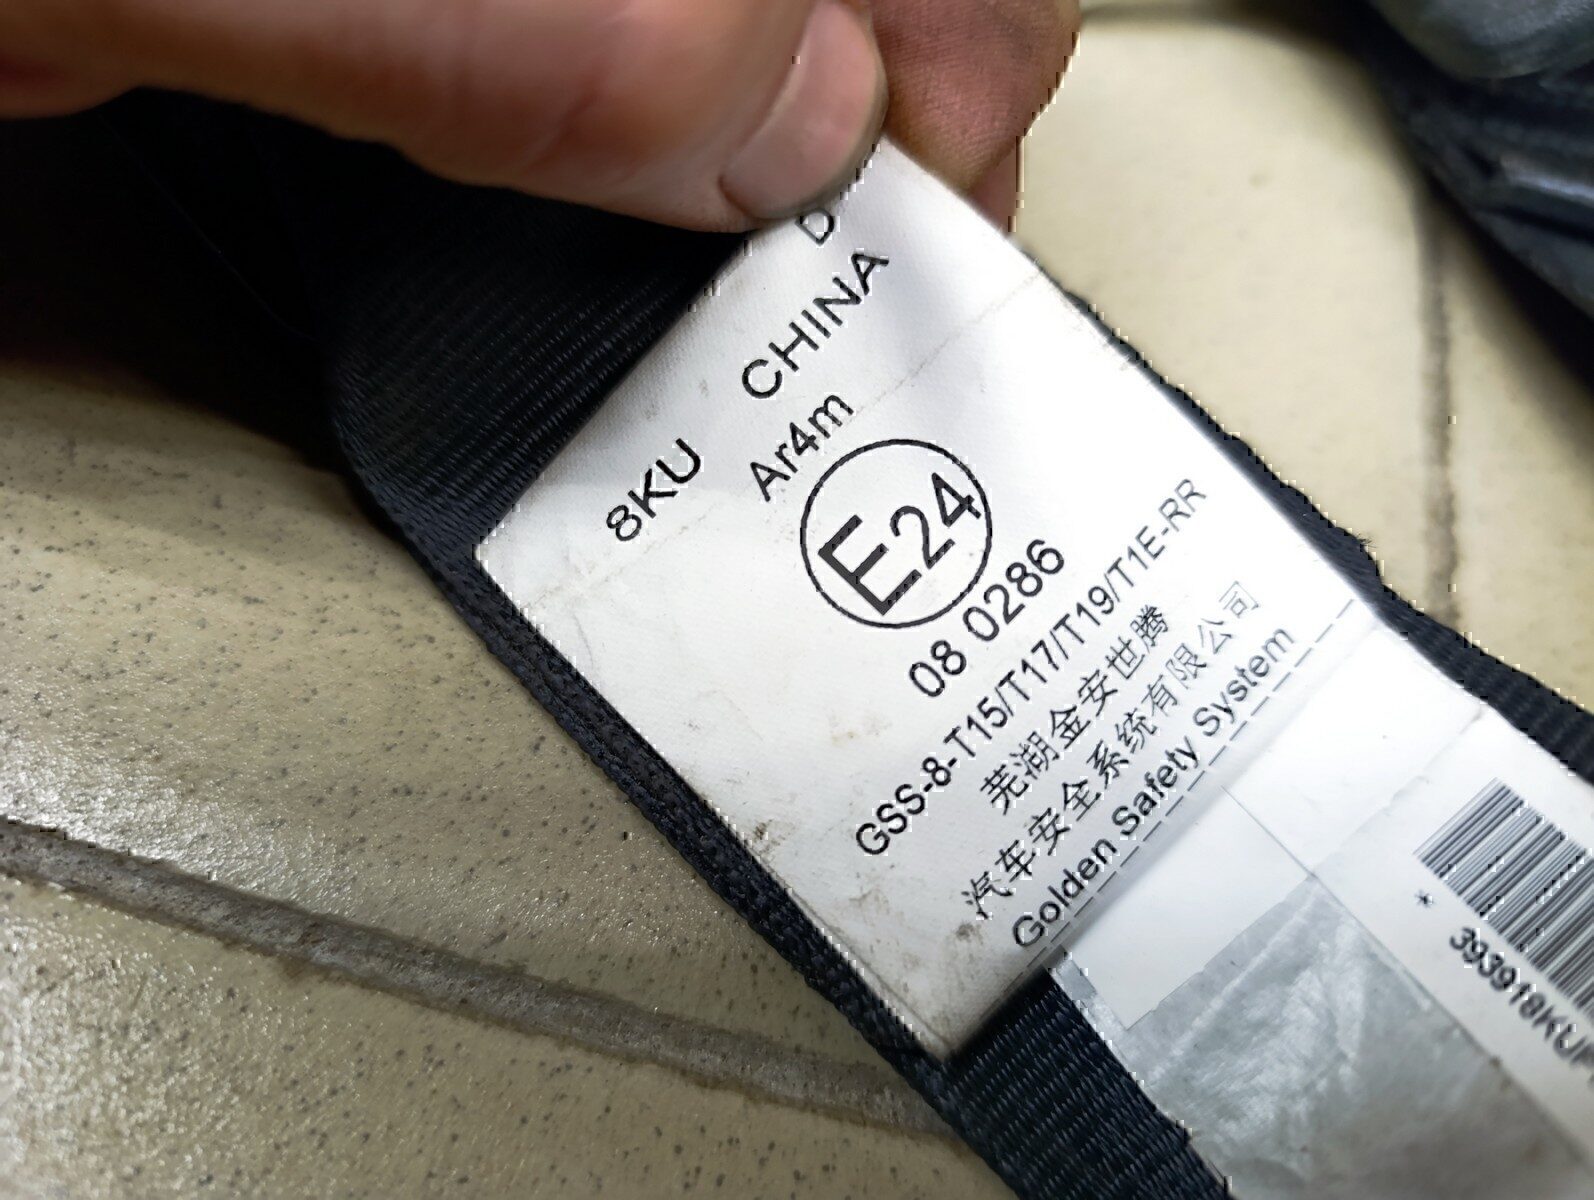 D
CHINA
8KU
Ar4m
E24
08 0286
GSS-8-T15/T17/T19/T1E-RR
芜湖金安世腾
汽车安全系统有限公司
Golden Safety System
*
393918KU